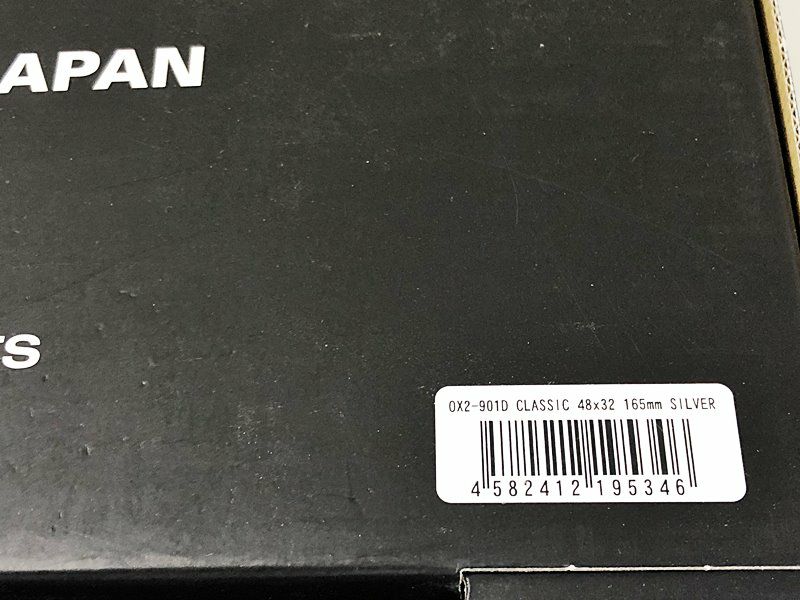 APAN
TS
OX2-901D CLASSIC 48x32 165mm SILVER
4 582412 195346